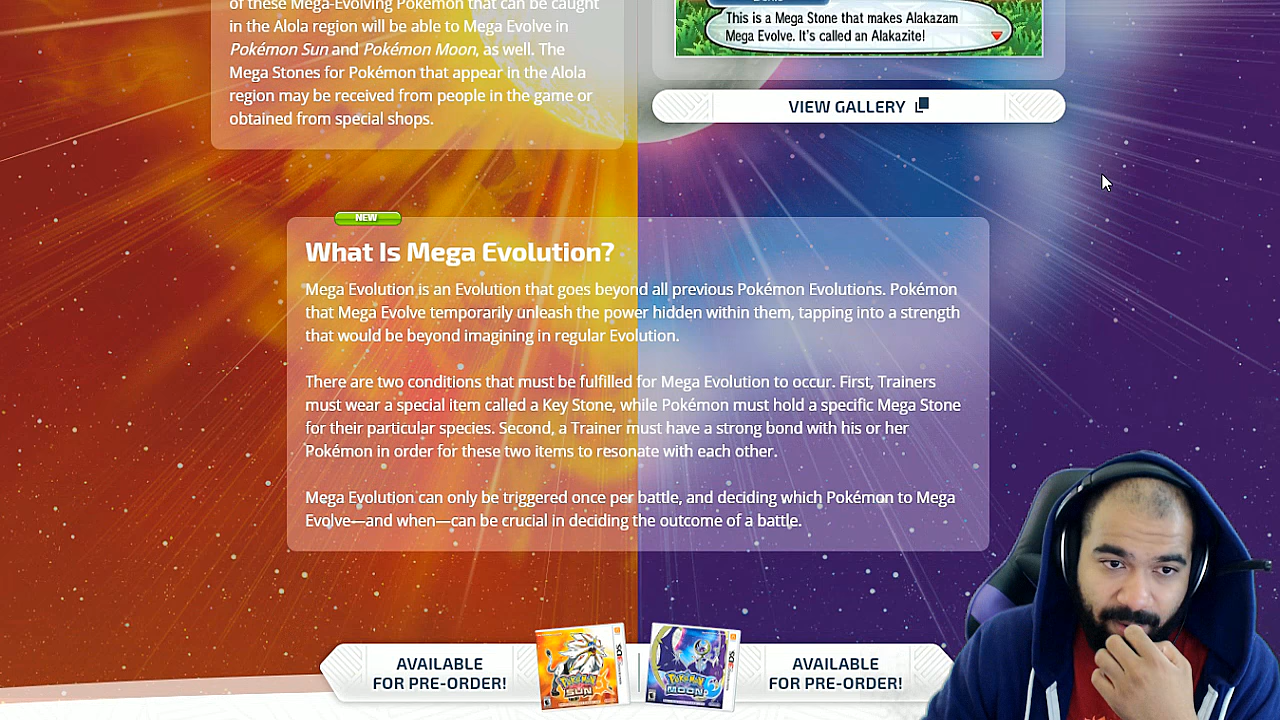 of these Mega-Evolving Pokémon that can be caught
in the Alola region will be able to Mega Evolve in
Pokémon Sun and Pokémon Moon, as well. The
Mega Stones for Pokémon that appear in the Alola
region may be received from people in the game or
obtained from special shops.
This is a Mega Stone that makes Alakazam
Mega Evolve. It's called an Alakazite!
VIEW GALLERY
NEW
What Is Mega Evolution?
Mega Evolution is an Evolution that goes beyond all previous Pokémon Evolutions. Pokémon
that Mega Evolve temporarily unleash the power hidden within them, tapping into a strength
that would be beyond imagining in regular Evolution.
There are two conditions that must be fulfilled for Mega Evolution to occur. First, Trainers
must wear a special item called a Key Stone, while Pokémon must hold a specific Mega Stone
for their particular species. Second, a Trainer must have a strong bond with his or her
Pokémon in order for these two items to resonate with each other.
Mega Evolution can only be triggered once per battle, and deciding which Pokémon to Mega
Evolve—and when—can be crucial in deciding the outcome of a battle.
AVAILABLE
FOR PRE-ORDER!
POKÉMON
SUN
3DS
POKÉMON
MOON
3DS
AVAILABLE
FOR PRE-ORDER!